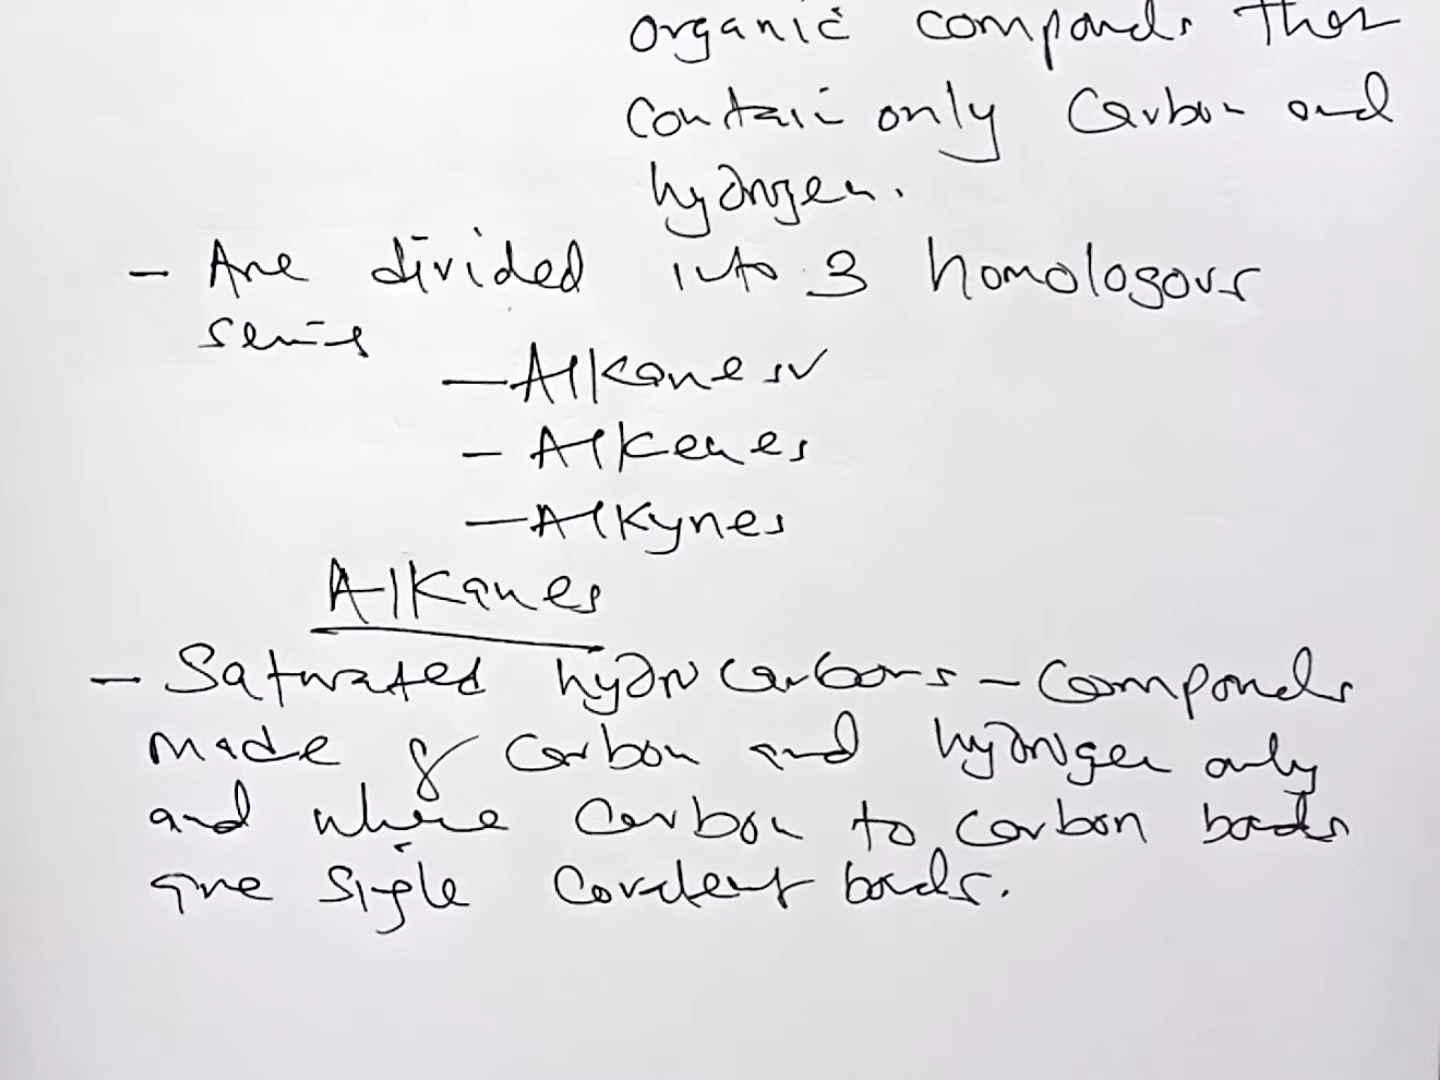 organic compounds that
contain only Carbon and
hydrogen.
- Are divided into 3 homologous
series
- Alkanes ✓
- Alkenes
- Alkynes
Alkanes
- Saturated hydrocarbons - Compounds
made of carbon and hydrogen only
and where carbon to carbon bonds
are single covalent bonds.